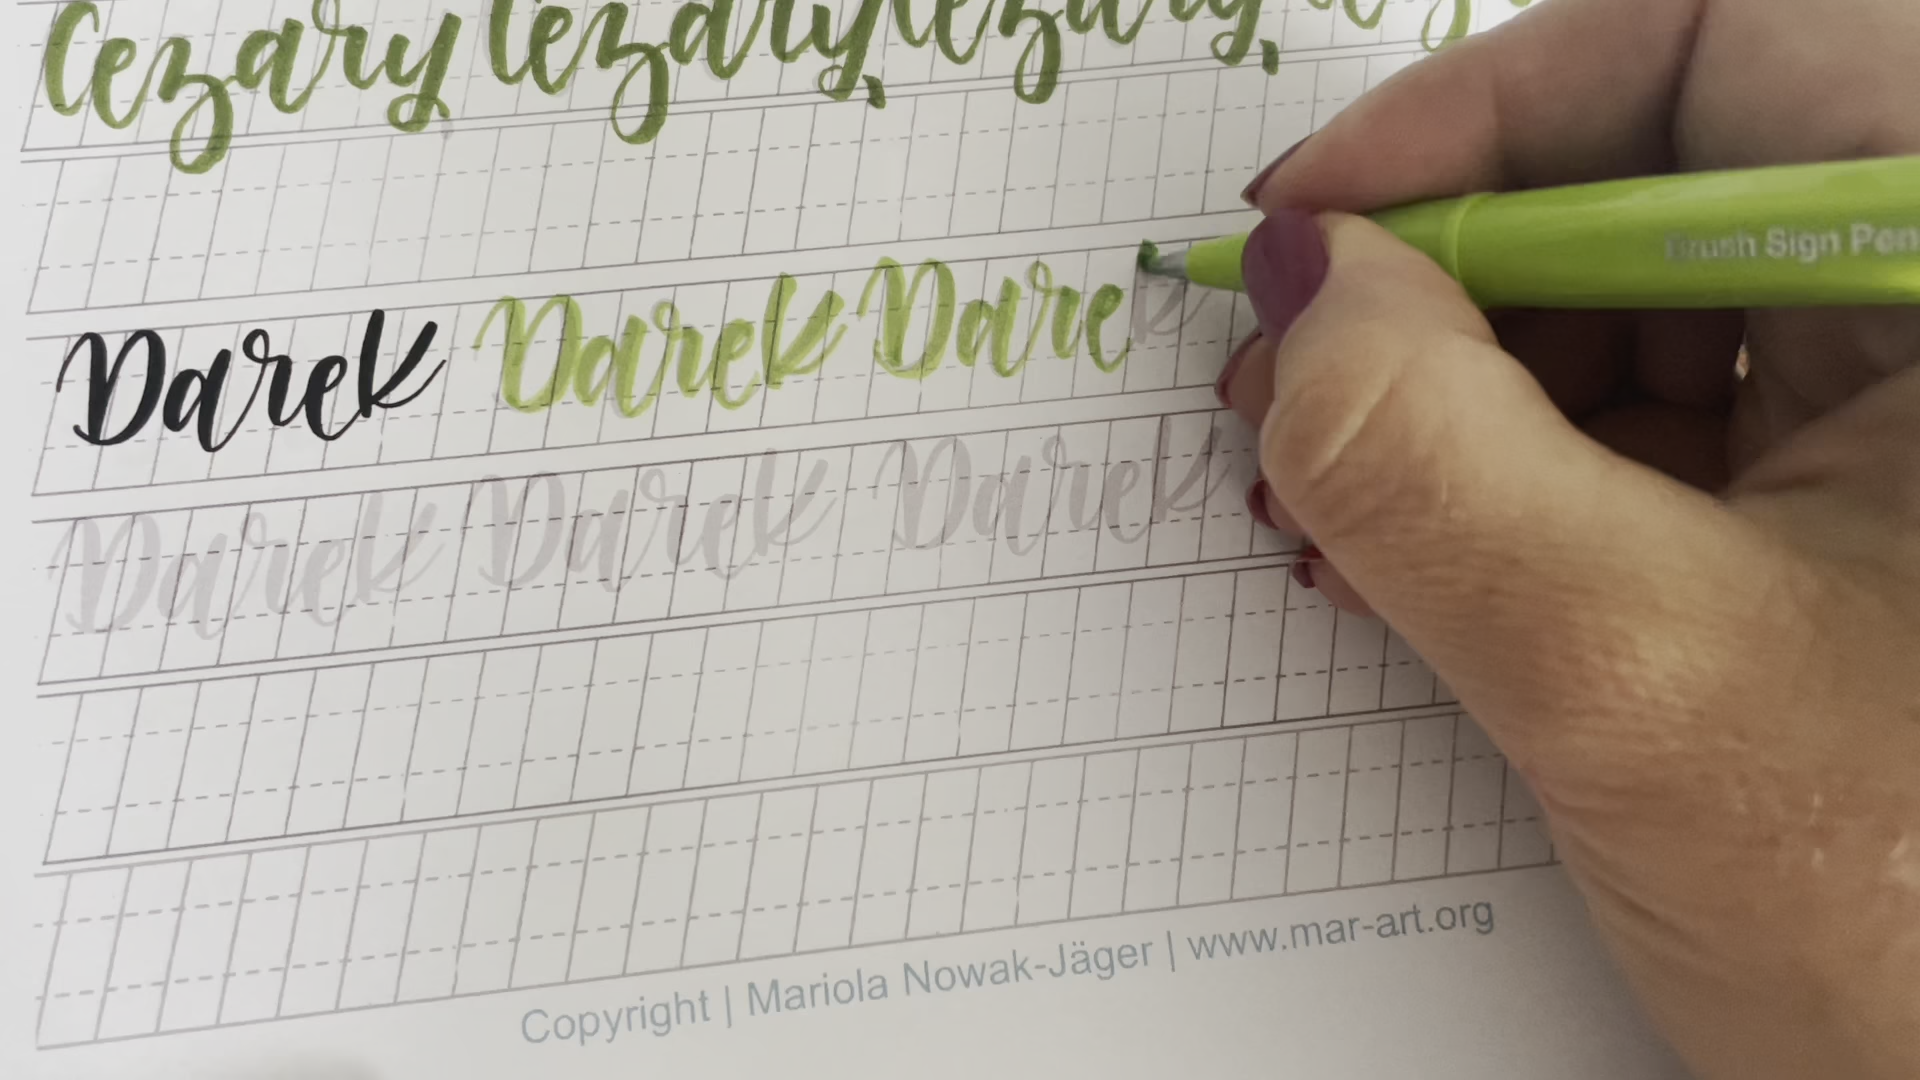 Cezary Cezary Cezary
Brush Sign Pen
Darek Darek Darek
Darek Darek Darek
Copyright | Mariola Nowak-Jäger | www.mar-art.org